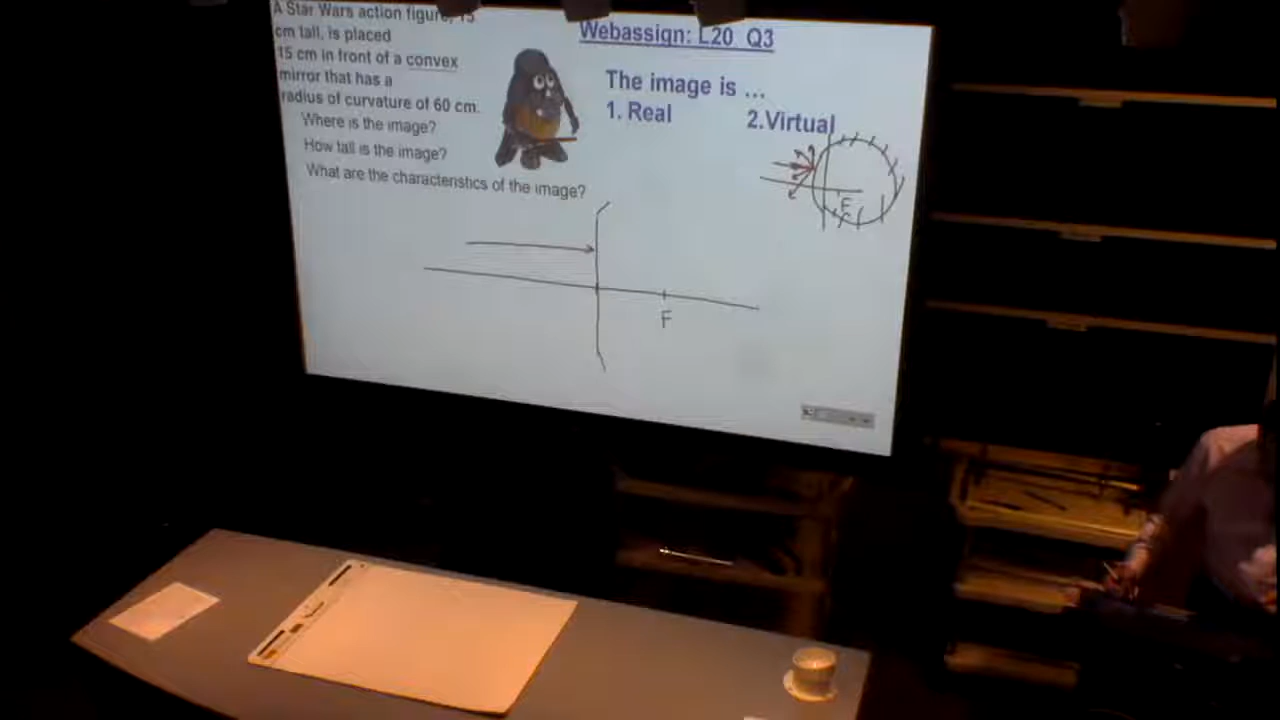 A Star Wars action figure, 15
cm tall, is placed
15 cm in front of a convex
mirror that has a
radius of curvature of 60 cm.
Where is the image?
How tall is the image?
What are the characteristics of the image?
Webassign: L20 Q3
The image is ...
1. Real 2.Virtual
F
F